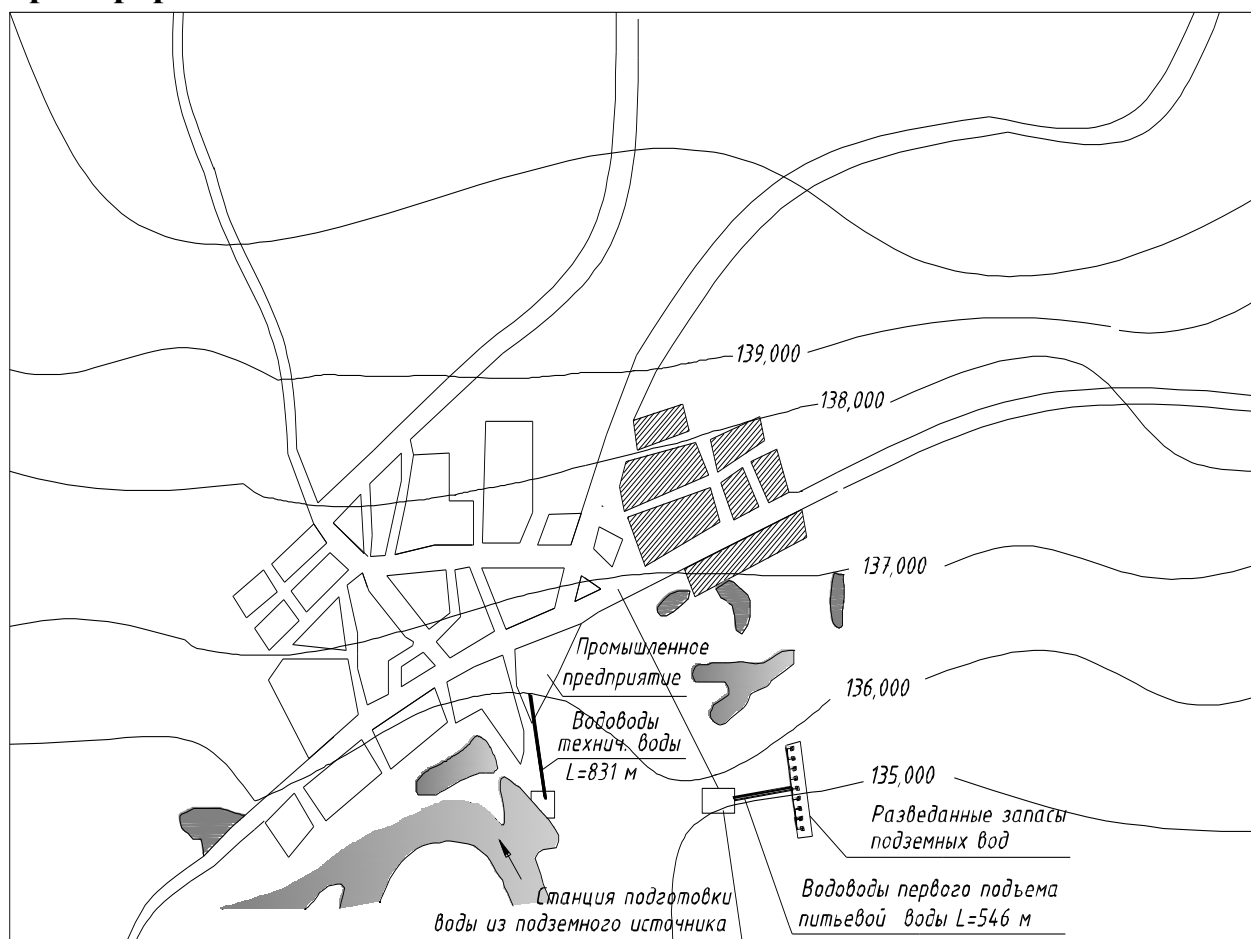 139,000
138,000
137,000
Промышленное
предприятие
136,000
Водоводы
технич. воды
L=831 м
135,000
Разведанные запасы
подземных вод
Станция подготовки
воды из подземного источника
Водоводы первого подъема
питьевой воды L=546 м